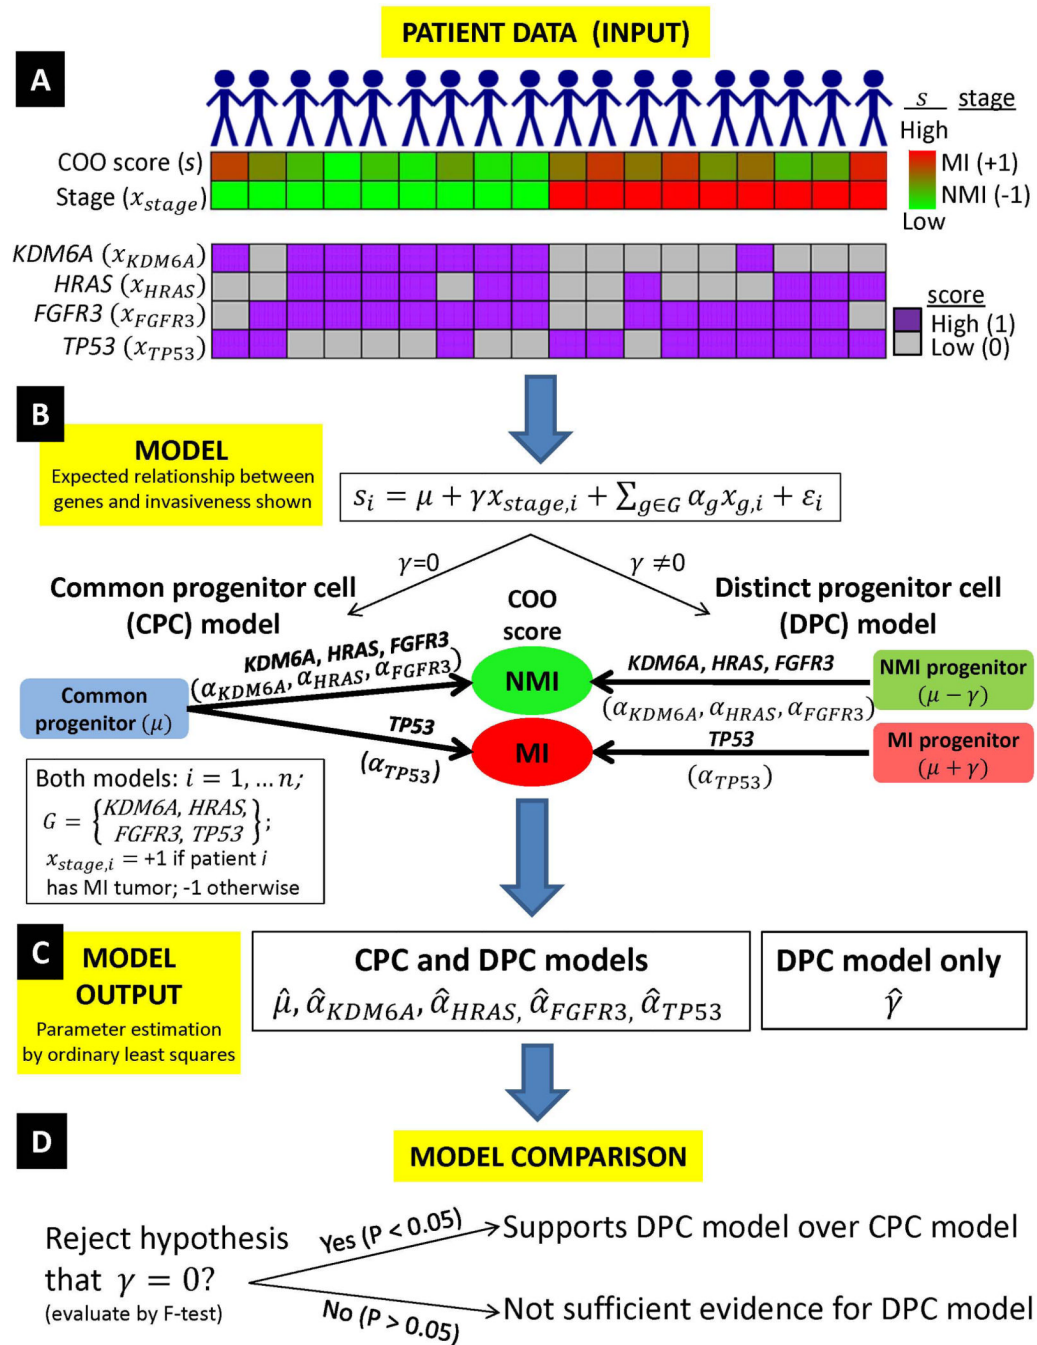 PATIENT DATA (INPUT)
A
s stage
High
COO score (s)
MI (+1)
Stage (x_stage)
NMI (-1)
Low
KDM6A (x_KDM6A)
HRAS (x_HRAS)
FGFR3 (x_FGFR3)
TP53 (x_TP53)
score
High (1)
Low (0)
B
MODEL
Expected relationship between
genes and invasiveness shown
s_i = μ + γx_stage,i + ∑_g∈G α_g x_g,i + ε_i
γ=0
γ ≠0
Common progenitor cell
(CPC) model
COO
score
Distinct progenitor cell
(DPC) model
KDM6A, HRAS, FGFR3
(α_KDM6A, α_HRAS, α_FGFR3)
NMI
KDM6A, HRAS, FGFR3
(α_KDM6A, α_HRAS, α_FGFR3)
NMI progenitor
(μ − γ)
Common
progenitor (μ)
TP53
(α_TP53)
MI
TP53
(α_TP53)
MI progenitor
(μ + γ)
Both models: i = 1, … n;
G = {KDM6A, HRAS,
FGFR3, TP53};
x_stage,i = +1 if patient i
has MI tumor; -1 otherwise
C
MODEL
OUTPUT
Parameter estimation
by ordinary least squares
CPC and DPC models
μ̂, α̂_KDM6A, α̂_HRAS, α̂_FGFR3, α̂_TP53
DPC model only
γ̂
D
MODEL COMPARISON
Reject hypothesis
that γ = 0?
(evaluate by F-test)
Yes (P < 0.05)
Supports DPC model over CPC model
No (P > 0.05)
Not sufficient evidence for DPC model